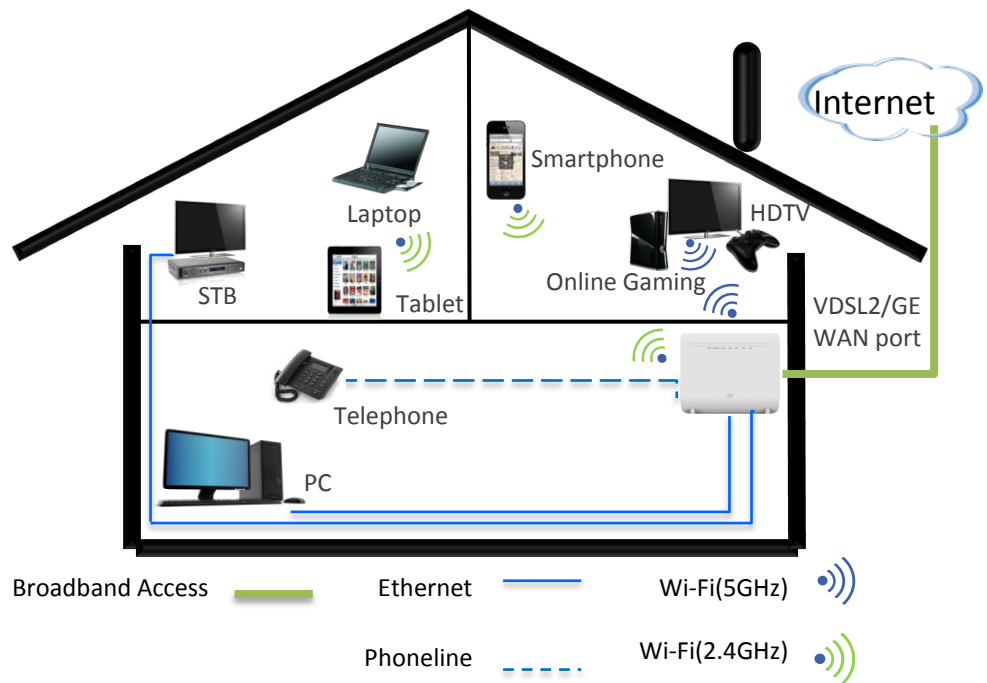 Internet
Smartphone
Laptop
HDTV
STB
Tablet
Online Gaming
VDSL2/GE
WAN port
Telephone
PC
Broadband Access
Ethernet
Wi-Fi(5GHz)
Phoneline
Wi-Fi(2.4GHz)